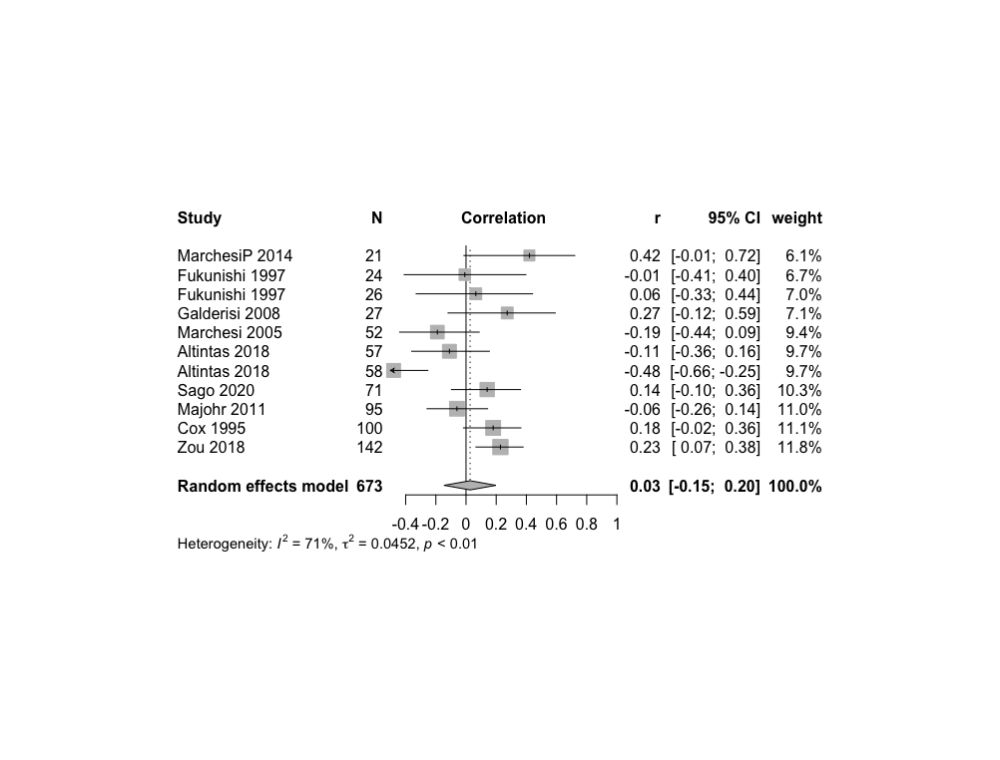 Study N Correlation r 95% CI weight
MarchesiP 2014 21 0.42 [-0.01; 0.72] 6.1%
Fukunishi 1997 24 -0.01 [-0.41; 0.40] 6.7%
Fukunishi 1997 26 0.06 [-0.33; 0.44] 7.0%
Galderisi 2008 27 0.27 [-0.12; 0.59] 7.1%
Marchesi 2005 52 -0.19 [-0.44; 0.09] 9.4%
Altintas 2018 57 -0.11 [-0.36; 0.16] 9.7%
Altintas 2018 58 -0.48 [-0.66; -0.25] 9.7%
Sago 2020 71 0.14 [-0.10; 0.36] 10.3%
Majohr 2011 95 -0.06 [-0.26; 0.14] 11.0%
Cox 1995 100 0.18 [-0.02; 0.36] 11.1%
Zou 2018 142 0.23 [ 0.07; 0.38] 11.8%
Random effects model 673 0.03 [-0.15; 0.20] 100.0%
-0.4 -0.2 0 0.2 0.4 0.6 0.8 1
Heterogeneity: I² = 71%, τ² = 0.0452, p < 0.01